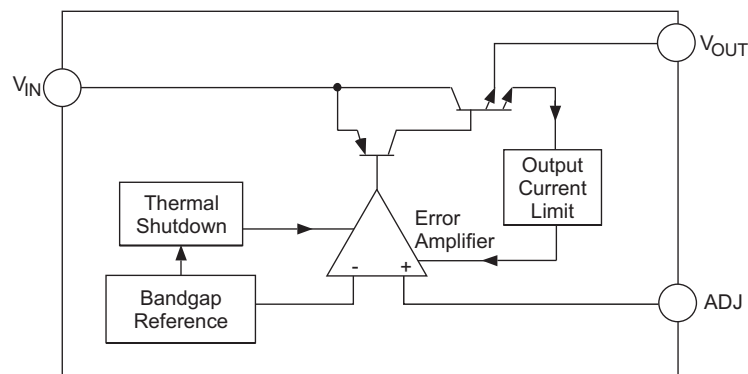 VOUT
VIN
Output
Current
Limit
Thermal
Shutdown
Error
Amplifier
- +
Bandgap
Reference
ADJ